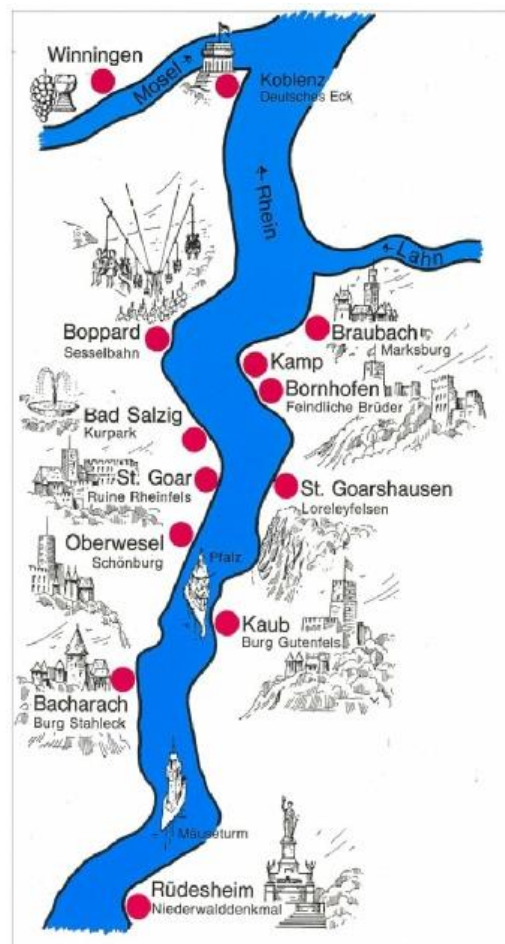 Winningen
Mosel
Koblenz
Deutsches Eck
Rhein
Lahn
Boppard
Sesselbahn
Braubach
Marksburg
Kamp
Bornhofen
Feindliche Brüder
Bad Salzig
Kurpark
St. Goar
Ruine Rheinfels
St. Goarshausen
Loreleyfelsen
Oberwesel
Schönburg
Pfalz
Kaub
Burg Gutenfels
Bacharach
Burg Stahleck
Mäuseturm
Rüdesheim
Niederwalddenkmal